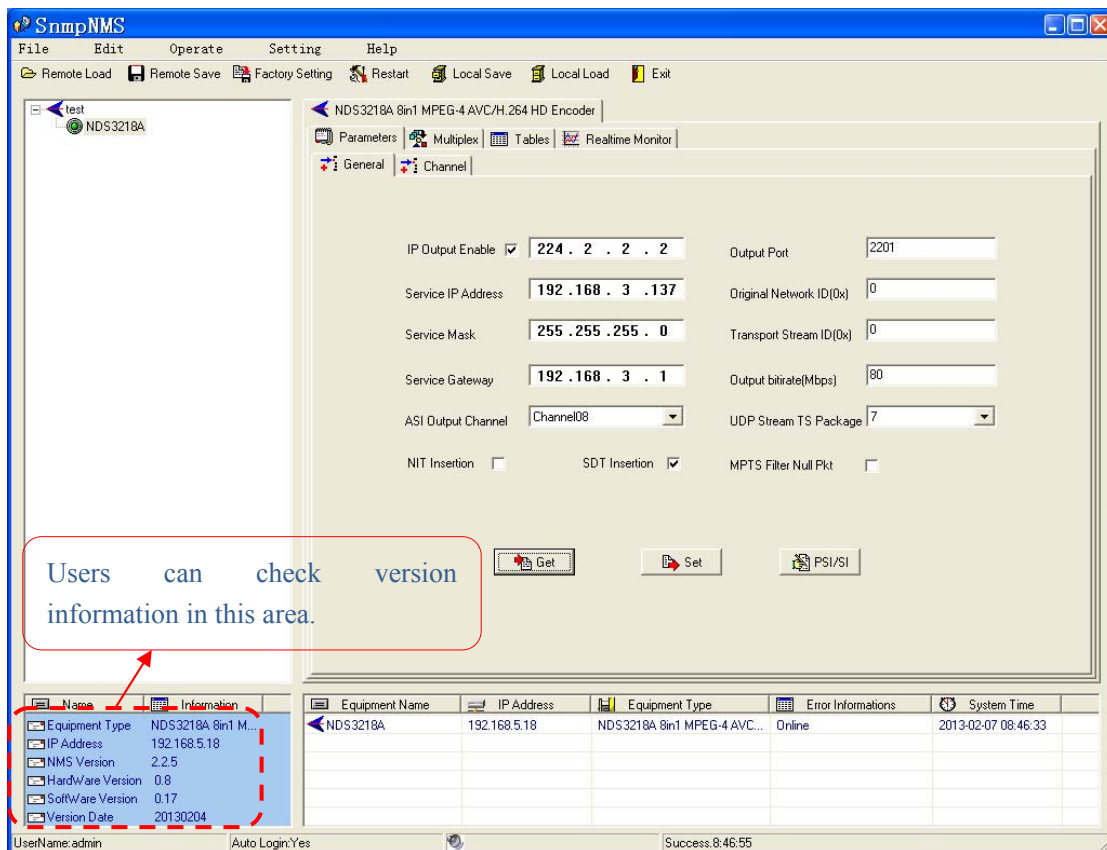 SnmpNMS
File Edit Operate Setting Help
Remote Load Remote Save Factory Setting Restart Local Save Local Load Exit
test
NDS3218A
NDS3218A 8in1 MPEG-4 AVC/H.264 HD Encoder
Parameters Multiplex Tables Realtime Monitor
General Channel
IP Output Enable 224 . 2 . 2 . 2 Output Port 2201
Service IP Address 192 .168 . 3 .137 Original Network ID(0x) 0
Service Mask 255 .255 .255 . 0 Transport Stream ID(0x) 0
Service Gateway 192 .168 . 3 . 1 Output bitirate(Mbps) 80
ASI Output Channel Channel08 UDP Stream TS Package 7
NIT Insertion SDT Insertion MPTS Filter Null Pkt
Get Set PSI/SI
Users can check version
information in this area.
Name Information
Equipment Type NDS3218A 8in1 M...
IP Address 192.168.5.18
NMS Version 2.2.5
HardWare Version 0.8
SoftWare Version 0.17
Version Date 20130204
Equipment Name IP Address Equipment Type Error Informations System Time
NDS3218A 192.168.5.18 NDS3218A 8in1 MPEG-4 AVC... Online 2013-02-07 08:46:33
UserName:admin Auto Login:Yes Success.8:46:55